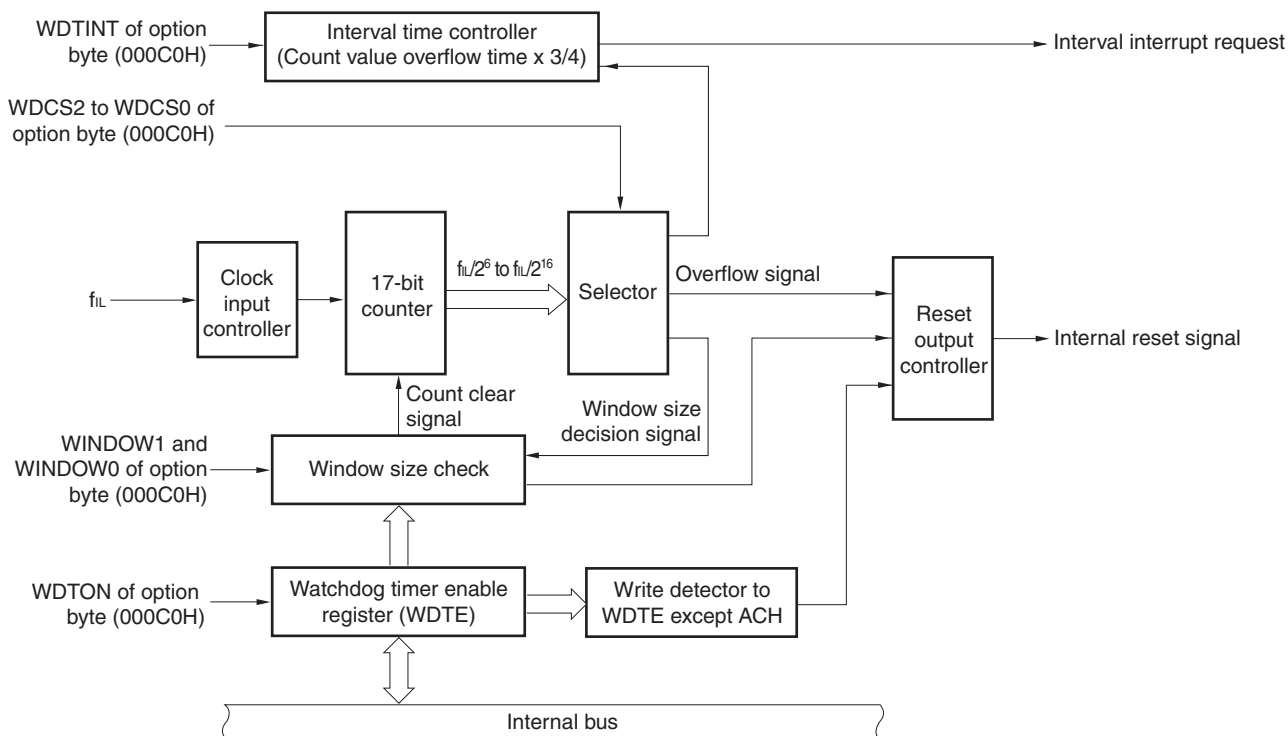 WDTINT of option
byte (000C0H)
Interval time controller
(Count value overflow time x 3/4)
Interval interrupt request
WDCS2 to WDCS0 of
option byte (000C0H)
fIL
Clock
input
controller
17-bit
counter
fIL/2⁶ to fIL/2¹⁶
Selector
Overflow signal
Reset
output
controller
Internal reset signal
Count clear
signal
Window size
decision signal
WINDOW1 and
WINDOW0 of option
byte (000C0H)
Window size check
WDTON of option
byte (000C0H)
Watchdog timer enable
register (WDTE)
Write detector to
WDTE except ACH
Internal bus